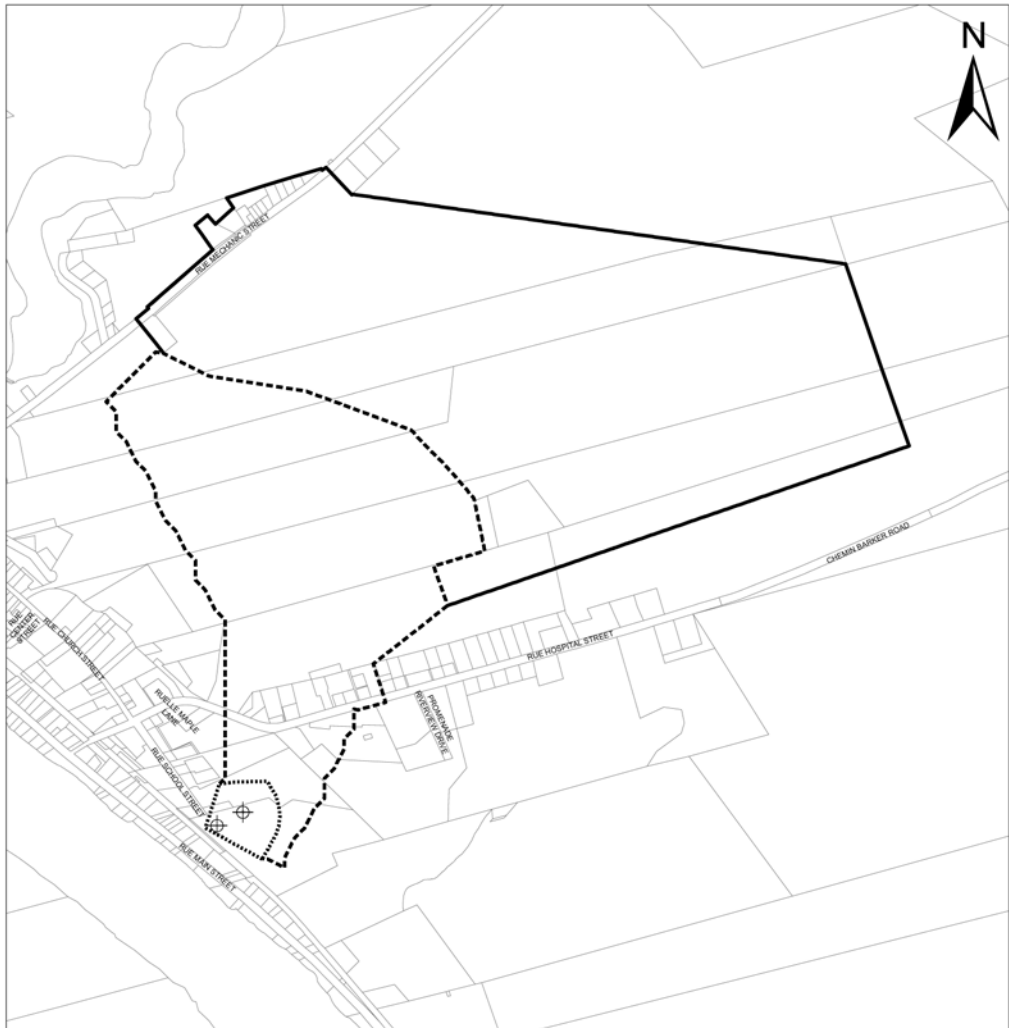 N
RUE MECHANIC STREET
CHEMIN BARKER ROAD
RUE HOSPITAL STREET
RUE
CENTER
STREET
RUE CHURCH STREET
RUELLE MAPLE
LANE
PROMENADE
RIVERVIEW DRIVE
RUE SCHOOL STREET
RUE MAIN STREET